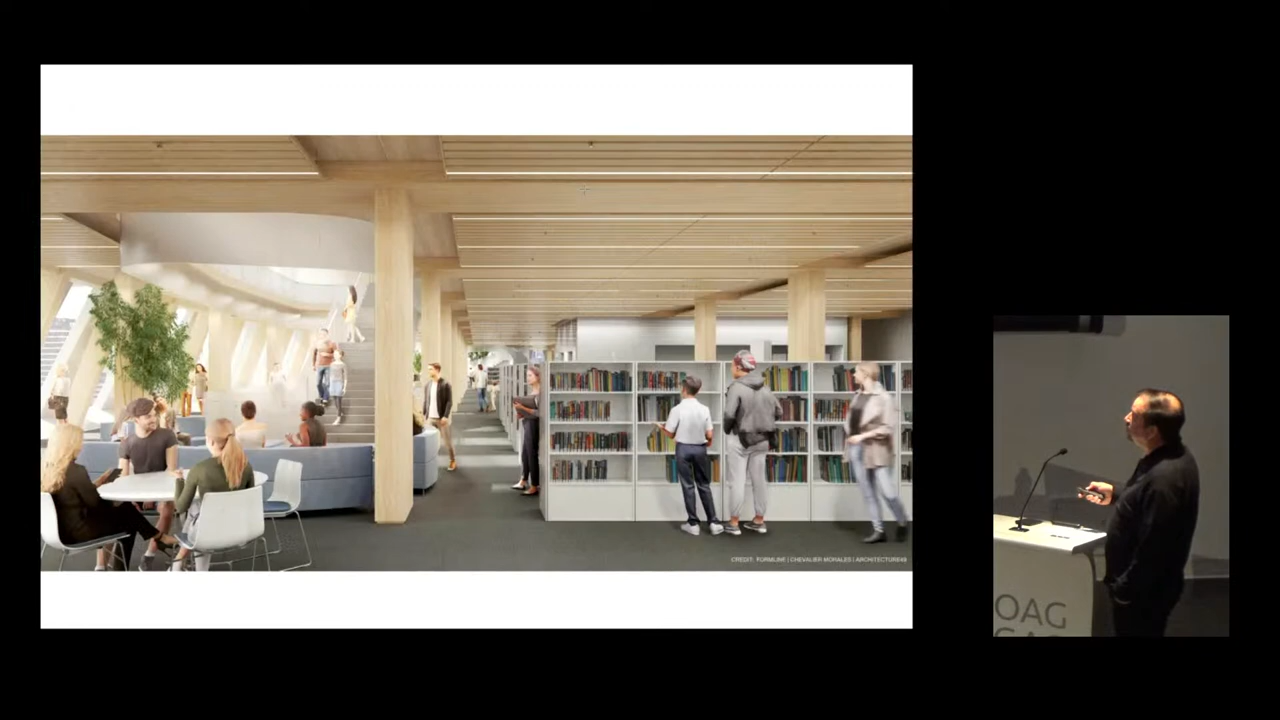 CREDIT: FORMLINE | CHEVALIER MORALES | ARCHITECTURE49
OAG